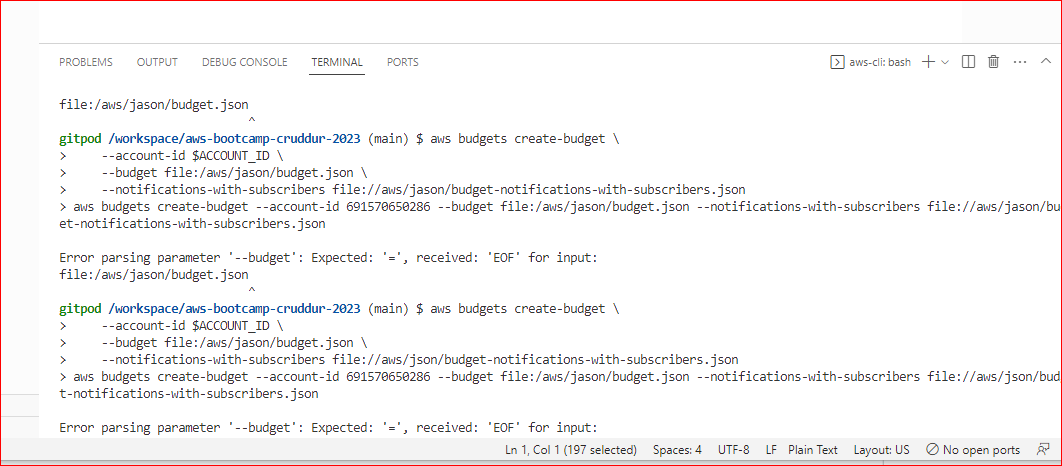 PROBLEMS OUTPUT DEBUG CONSOLE TERMINAL PORTS aws-cli: bash
file:/aws/jason/budget.json
^
gitpod /workspace/aws-bootcamp-cruddur-2023 (main) $ aws budgets create-budget \
> --account-id $ACCOUNT_ID \
> --budget file:/aws/jason/budget.json \
> --notifications-with-subscribers file://aws/jason/budget-notifications-with-subscribers.json
> aws budgets create-budget --account-id 691570650286 --budget file:/aws/jason/budget.json --notifications-with-subscribers file://aws/jason/bu
et-notifications-with-subscribers.json
Error parsing parameter '--budget': Expected: '=', received: 'EOF' for input:
file:/aws/jason/budget.json
^
gitpod /workspace/aws-bootcamp-cruddur-2023 (main) $ aws budgets create-budget \
> --account-id $ACCOUNT_ID \
> --budget file:/aws/jason/budget.json \
> --notifications-with-subscribers file://aws/json/budget-notifications-with-subscribers.json
> aws budgets create-budget --account-id 691570650286 --budget file:/aws/jason/budget.json --notifications-with-subscribers file://aws/json/bud
t-notifications-with-subscribers.json
Error parsing parameter '--budget': Expected: '=', received: 'EOF' for input:
Ln 1, Col 1 (197 selected) Spaces: 4 UTF-8 LF Plain Text Layout: US No open ports